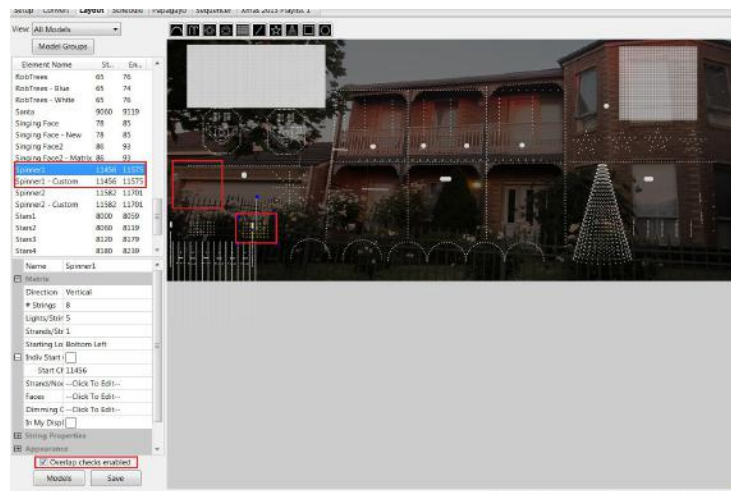 Setup Convert Layout Schedule Papagayo Sequencer Xmas 2015 Playlist 1
View: All Models
Model Groups
Element Name St... En...
RobTrees 65 76
RobTrees - Blue 65 74
RobTrees - White 65 76
Santa 9060 9119
Singing Face 78 85
Singing Face - New 78 85
Singing Face2 86 93
Singing Face2 - Matrix 86 93
Spinner1 11456 11575
Spinner1 - Custom 11456 11575
Spinner2 11582 11701
Spinner2 - Custom 11582 11701
Stars1 8000 8059
Stars2 8060 8119
Stars3 8120 8179
Stars4 8180 8239
Name Spinner1
Matrix
Direction Vertical
# Strings 8
Lights/Strin 5
Strands/Str 1
Starting Lo Bottom Left
Indiv Start
Start Cl 11456
Strand/Noc --Click To Edit--
Faces --Click To Edit--
Dimming C --Click To Edit--
In My Displ
String Properties
Appearance
Overlap checks enabled
Models Save